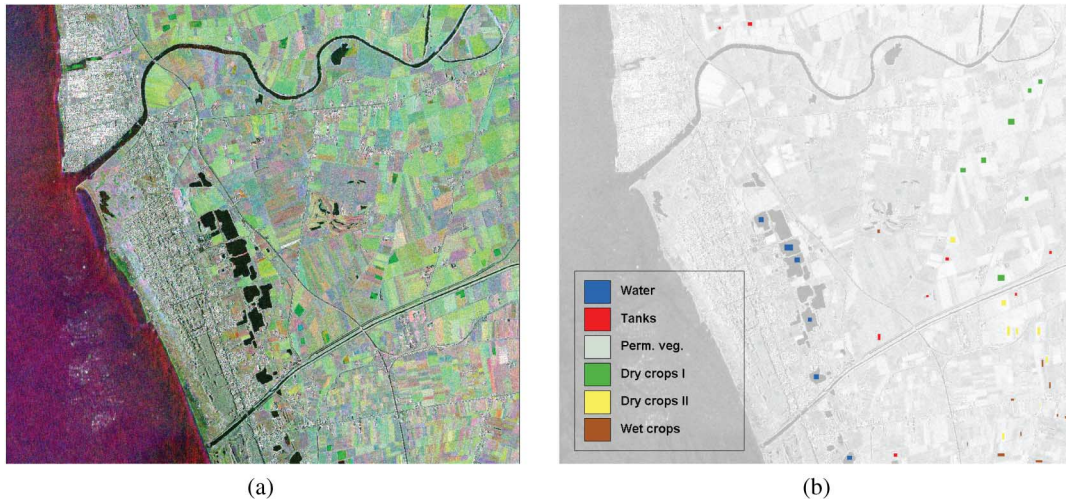 Water
Tanks
Perm. veg.
Dry crops I
Dry crops II
Wet crops
(a)
(b)